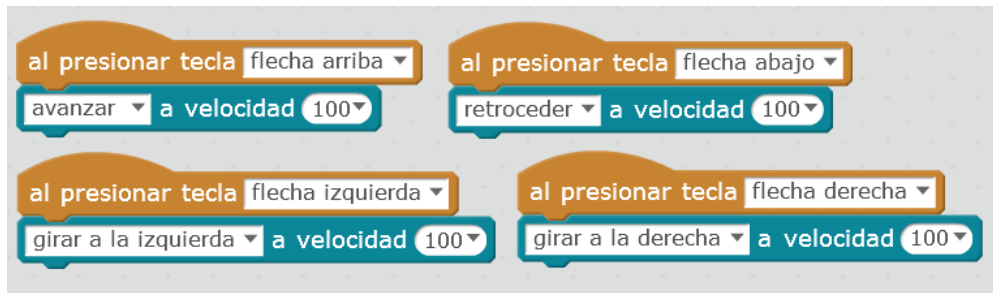 al presionar tecla flecha arriba
avanzar a velocidad 100
al presionar tecla flecha abajo
retroceder a velocidad 100
al presionar tecla flecha izquierda
girar a la izquierda a velocidad 100
al presionar tecla flecha derecha
girar a la derecha a velocidad 100